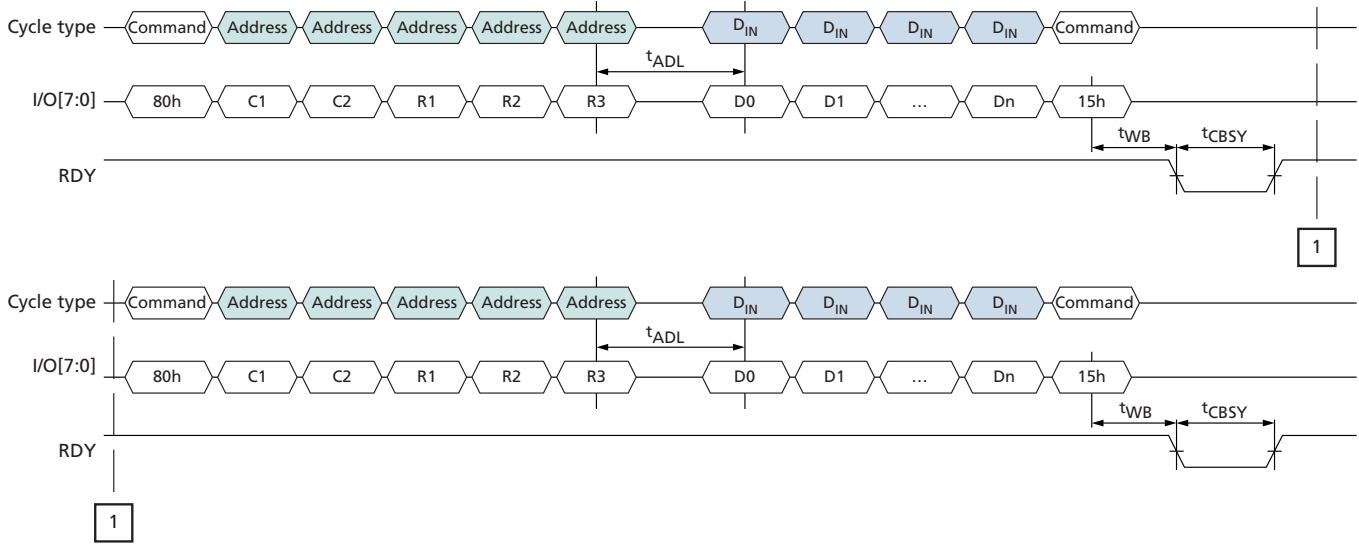 Cycle type Command Address Address Address Address Address DIN DIN DIN DIN Command
tADL
I/O[7:0] 80h C1 C2 R1 R2 R3 D0 D1 … Dn 15h
tWB tCBSY
RDY
1
Cycle type Command Address Address Address Address Address DIN DIN DIN DIN Command
tADL
I/O[7:0] 80h C1 C2 R1 R2 R3 D0 D1 … Dn 15h
tWB tCBSY
RDY
1